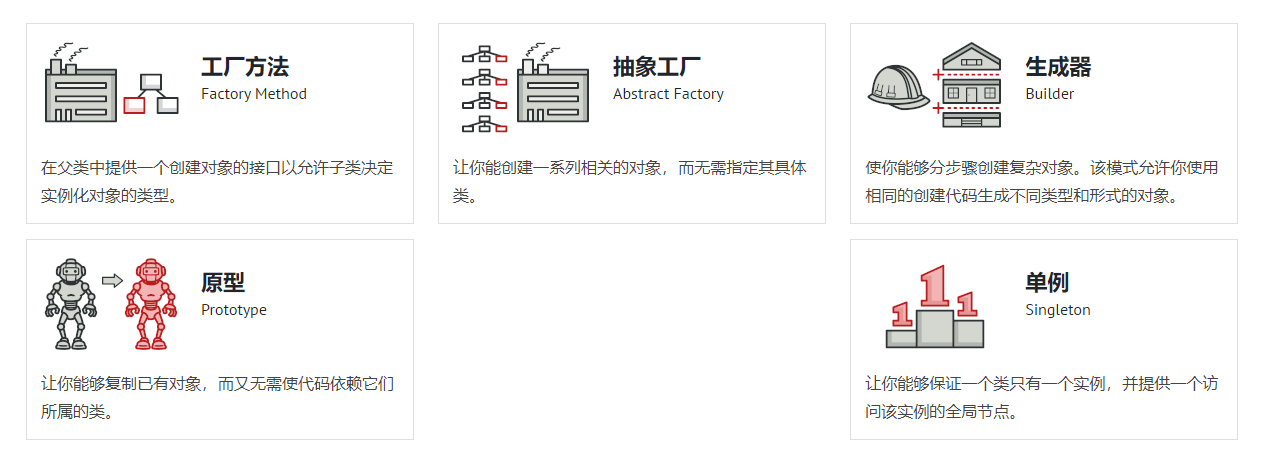 工厂方法
Factory Method
在父类中提供一个创建对象的接口以允许子类决定
实例化对象的类型。
抽象工厂
Abstract Factory
让你能创建一系列相关的对象，而无需指定其具体
类。
生成器
Builder
使你能够分步骤创建复杂对象。该模式允许你使用
相同的创建代码生成不同类型和形式的对象。
原型
Prototype
让你能够复制已有对象，而又无需使代码依赖它们
所属的类。
1
1
1
单例
Singleton
让你能够保证一个类只有一个实例，并提供一个访
问该实例的全局节点。